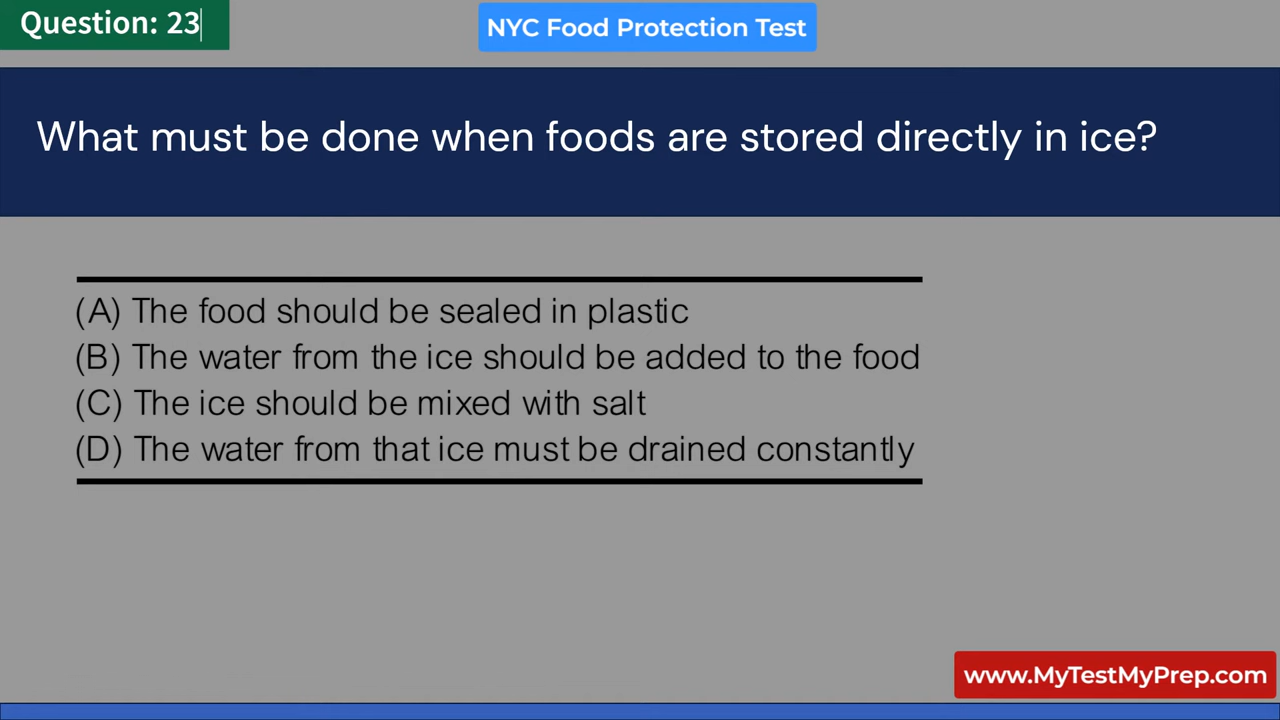 Question: 23
NYC Food Protection Test
What must be done when foods are stored directly in ice?
(A) The food should be sealed in plastic
(B) The water from the ice should be added to the food
(C) The ice should be mixed with salt
(D) The water from that ice must be drained constantly
www.MyTestMyPrep.com